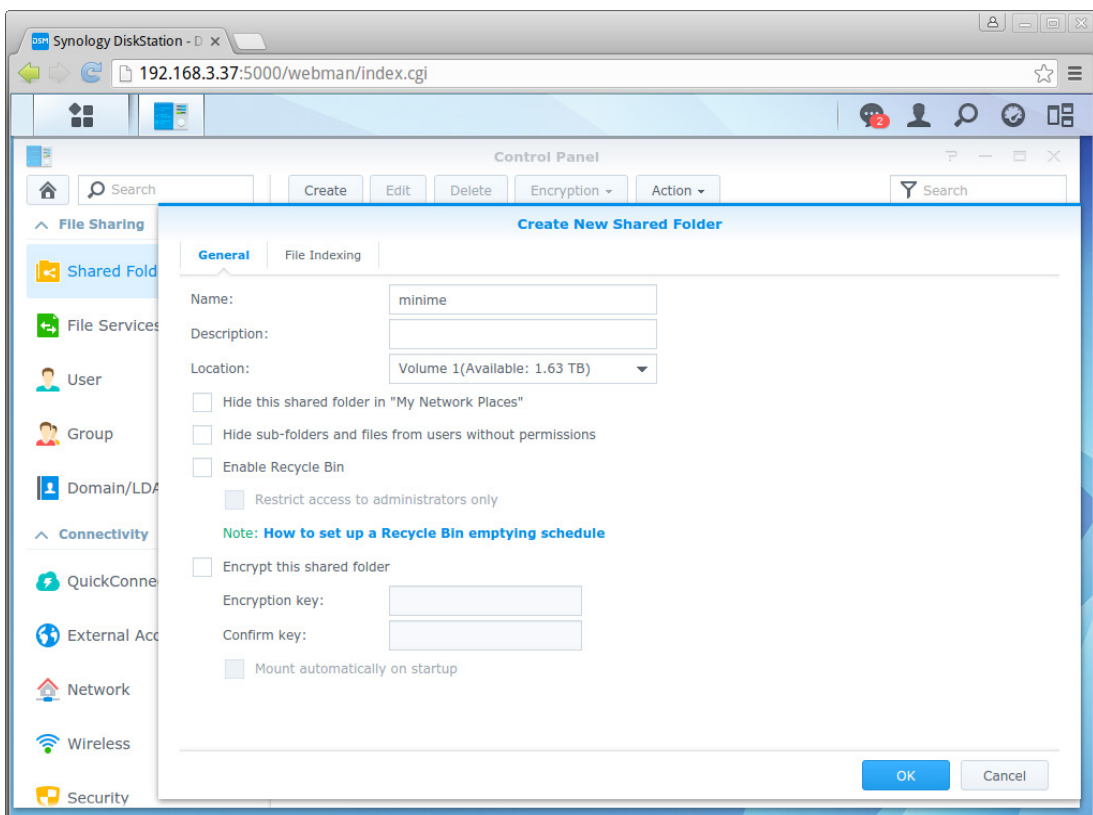 DSM Synology DiskStation - D
192.168.3.37:5000/webman/index.cgi
2
Control Panel
Search
Create Edit Delete Encryption Action
Search
File Sharing
Create New Shared Folder
General File Indexing
Shared Fold
Name: minime
File Services
Description:
Location: Volume 1(Available: 1.63 TB)
User
Hide this shared folder in "My Network Places"
Group
Hide sub-folders and files from users without permissions
Enable Recycle Bin
Domain/LDA
Restrict access to administrators only
Connectivity
Note: How to set up a Recycle Bin emptying schedule
Encrypt this shared folder
QuickConne
Encryption key:
External Acc
Confirm key:
Mount automatically on startup
Network
Wireless
OK Cancel
Security